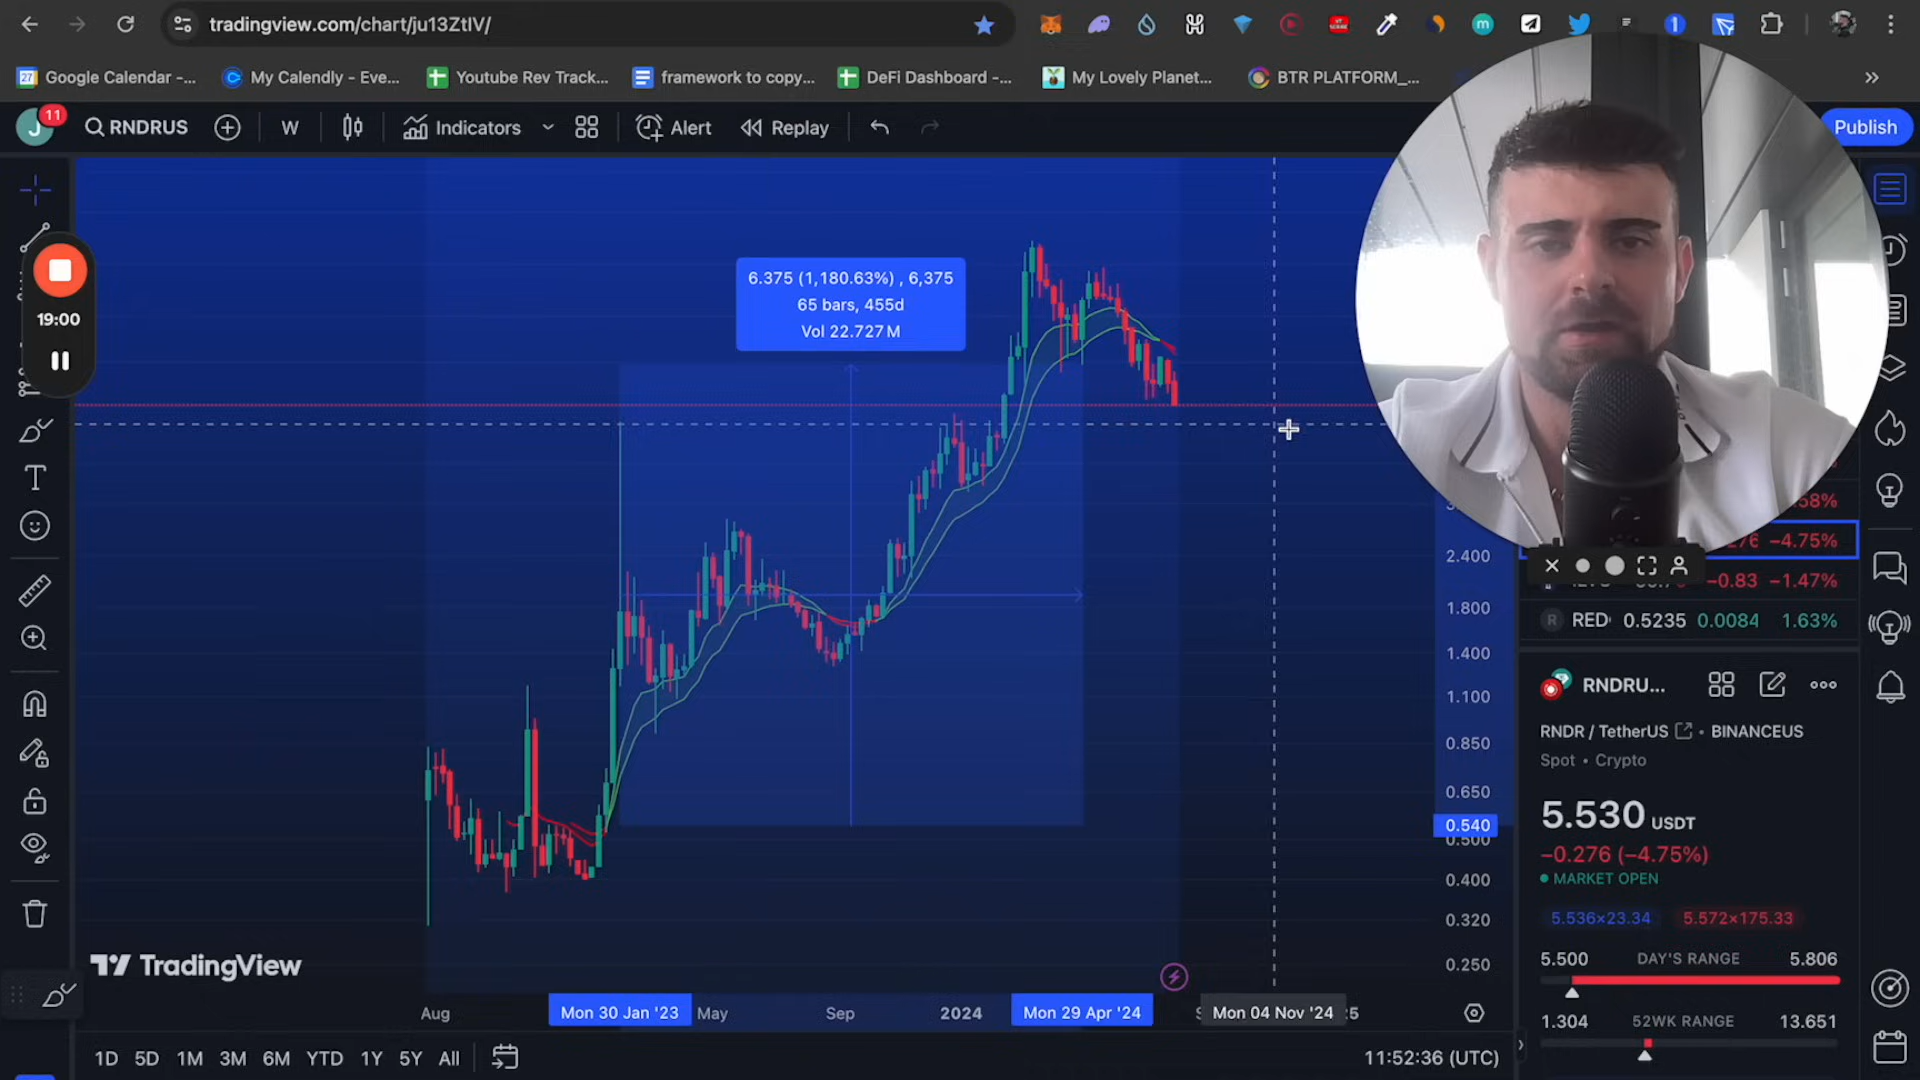 tradingview.com/chart/ju13ZtIV/
27 Google Calendar -... My Calendly - Eve... Youtube Rev Track... framework to copy... DeFi Dashboard -... My Lovely Planet... BTR PLATFORM_...
J 11 RNDRUS W Indicators Alert Replay Publish
6.375 (1,180.63%) , 6,375
65 bars, 455d
Vol 22.727 M
19:00
2.400
1.800
1.400
1.100
0.850
0.650
0.540
0.500
0.400
0.320
0.250
−4.75%
−0.83 −1.47%
R RED 0.5235 0.0084 1.63%
RNDRU...
RNDR / TetherUS • BINANCEUS
Spot • Crypto
5.530 USDT
−0.276 (−4.75%)
MARKET OPEN
5.536×23.34 5.572×175.33
5.500 DAY'S RANGE 5.806
1.304 52WK RANGE 13.651
TradingView
Aug Mon 30 Jan '23 May Sep 2024 Mon 29 Apr '24 Mon 04 Nov '24
1D 5D 1M 3M 6M YTD 1Y 5Y All 11:52:36 (UTC)